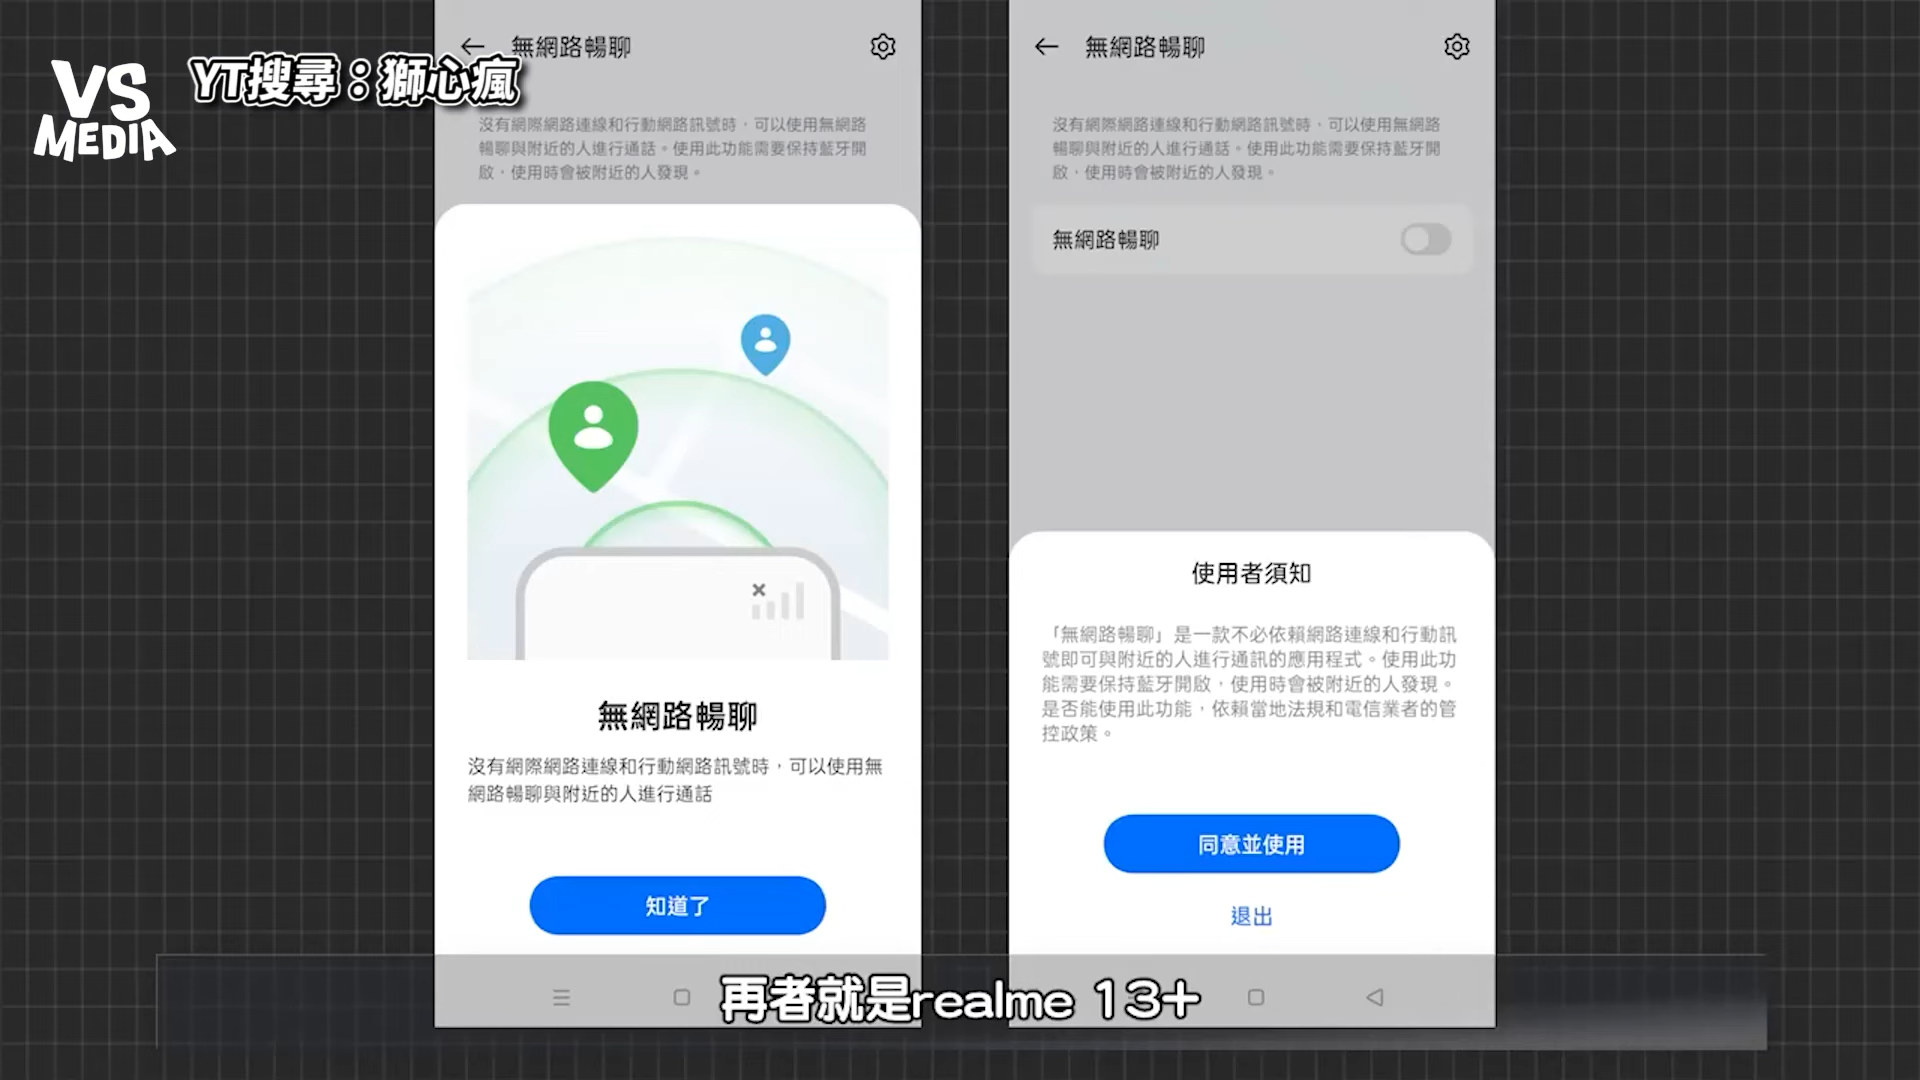 VS
MEDIA
YT搜尋：獅心瘋
無網路暢聊
沒有網際網路連線和行動網路訊號時，可以使用無網路
暢聊與附近的人進行通話。使用此功能需要保持藍牙開
啟，使用時會被附近的人發現。
無網路暢聊
沒有網際網路連線和行動網路訊號時，可以使用無
網路暢聊與附近的人進行通話
知道了
無網路暢聊
沒有網際網路連線和行動網路訊號時，可以使用無網路
暢聊與附近的人進行通話。使用此功能需要保持藍牙開
啟，使用時會被附近的人發現。
無網路暢聊
使用者須知
「無網路暢聊」是一款不必依賴網路連線和行動訊
號即可與附近的人進行通訊的應用程式。使用此功
能需要保持藍牙開啟，使用時會被附近的人發現。
是否能使用此功能，依賴當地法規和電信業者的管
控政策。
同意並使用
退出
再者就是realme 13+